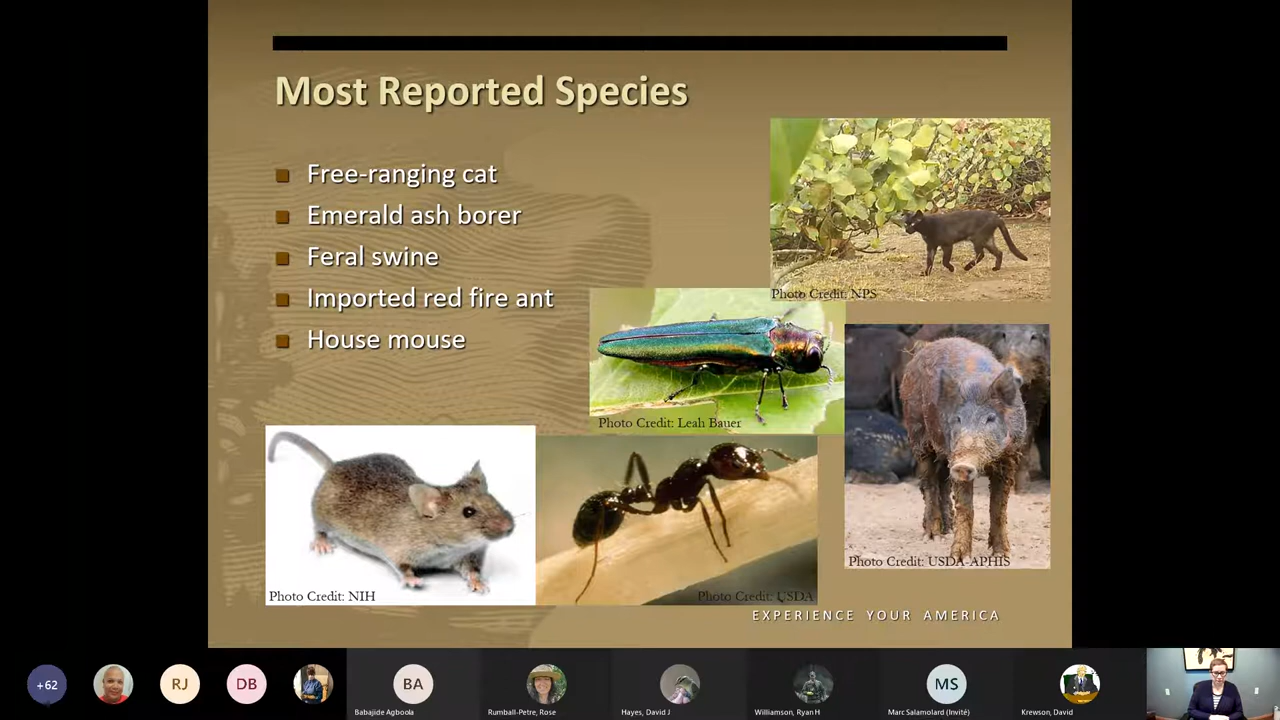 Most Reported Species
Free-ranging cat
Emerald ash borer
Feral swine
Imported red fire ant
House mouse
Photo Credit: NPS
Photo Credit: Leah Bauer
Photo Credit: USDA-APHIS
Photo Credit: NIH
Photo Credit: USDA
EXPERIENCE YOUR AMERICA
+62
RJ
DB
BA
MS
Babajide Agboola
Rumball-Petre, Rose
Hayes, David J
Williamson, Ryan H
Marc Salamolard (Invité)
Krewson, David